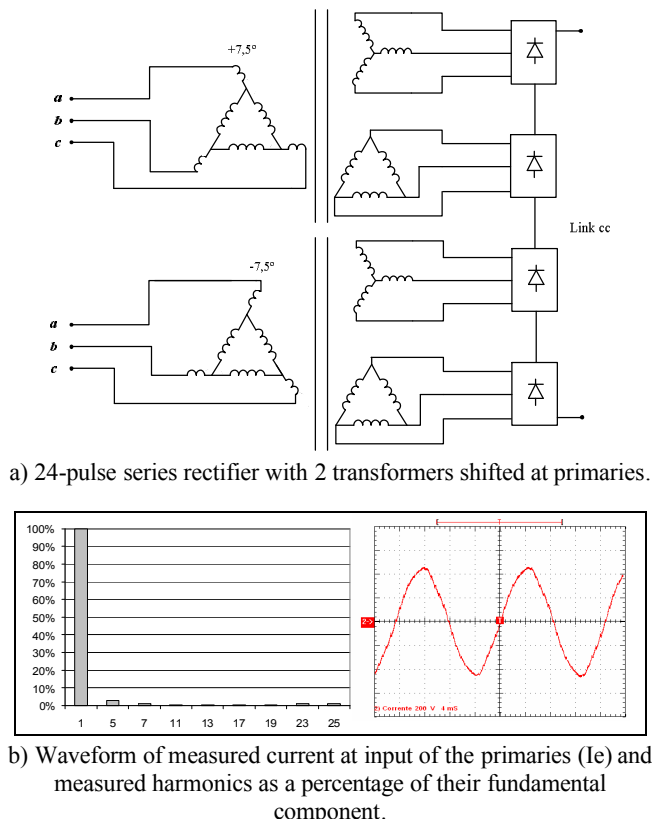 +7,5°
a
b
c
Link cc
-7,5°
a
b
c
a) 24-pulse series rectifier with 2 transformers shifted at primaries.
100%
90%
80%
70%
60%
50%
40%
30%
20%
10%
0%
1 5 7 11 13 17 19 23 25
2->
T
2) Corrente 200 V 4 mS
b) Waveform of measured current at input of the primaries (Ie) and
measured harmonics as a percentage of their fundamental
component.